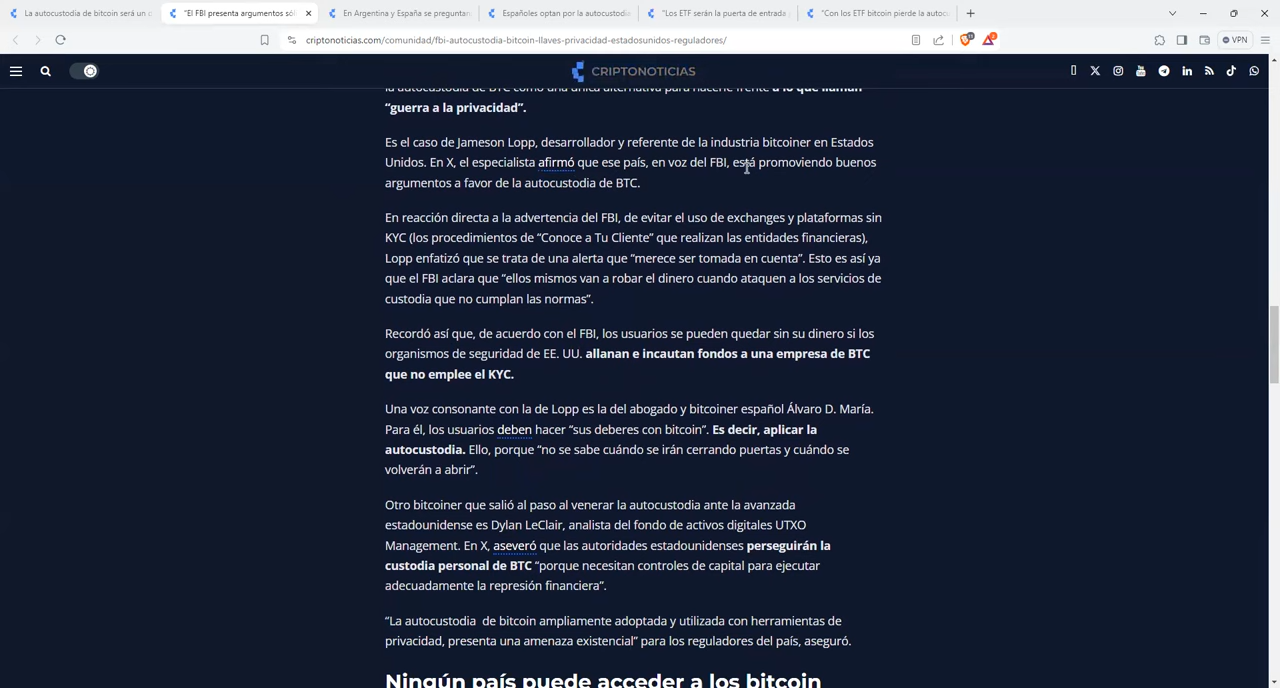 La autocustodia de bitcoin será un d
"El FBI presenta argumentos sóli
En Argentina y España se preguntan
Españoles optan por la autocustodia
"Los ETF serán la puerta de entrada
"Con los ETF bitcoin pierde la autoc
criptonoticias.com/comunidad/fbi-autocustodia-bitcoin-llaves-privacidad-estadosunidos-reguladores/
VPN
CRIPTONOTICIAS
la autocustodia de BTC como una única alternativa para hacerle frente a lo que llaman
“guerra a la privacidad”.
Es el caso de Jameson Lopp, desarrollador y referente de la industria bitcoiner en Estados
Unidos. En X, el especialista afirmó que ese país, en voz del FBI, está promoviendo buenos
argumentos a favor de la autocustodia de BTC.
En reacción directa a la advertencia del FBI, de evitar el uso de exchanges y plataformas sin
KYC (los procedimientos de “Conoce a Tu Cliente” que realizan las entidades financieras),
Lopp enfatizó que se trata de una alerta que “merece ser tomada en cuenta”. Esto es así ya
que el FBI aclara que “ellos mismos van a robar el dinero cuando ataquen a los servicios de
custodia que no cumplan las normas”.
Recordó así que, de acuerdo con el FBI, los usuarios se pueden quedar sin su dinero si los
organismos de seguridad de EE. UU. allanan e incautan fondos a una empresa de BTC
que no emplee el KYC.
Una voz consonante con la de Lopp es la del abogado y bitcoiner español Álvaro D. María.
Para él, los usuarios deben hacer “sus deberes con bitcoin”. Es decir, aplicar la
autocustodia. Ello, porque “no se sabe cuándo se irán cerrando puertas y cuándo se
volverán a abrir”.
Otro bitcoiner que salió al paso al venerar la autocustodia ante la avanzada
estadounidense es Dylan LeClair, analista del fondo de activos digitales UTXO
Management. En X, aseveró que las autoridades estadounidenses perseguirán la
custodia personal de BTC “porque necesitan controles de capital para ejecutar
adecuadamente la represión financiera”.
“La autocustodia de bitcoin ampliamente adoptada y utilizada con herramientas de
privacidad, presenta una amenaza existencial” para los reguladores del país, aseguró.
Ningún país puede acceder a los bitcoin